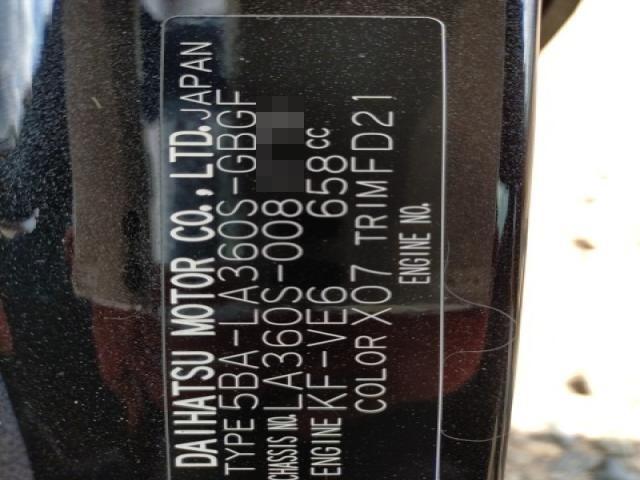 DAIHATSU MOTOR CO., LTD. JAPAN
TYPE 5BA-LA360S-GBGF
CHASSIS NO. LA360S-008
ENGINE KF-VE6 658cc
COLOR X07 TRIM FD21
ENGINE NO.